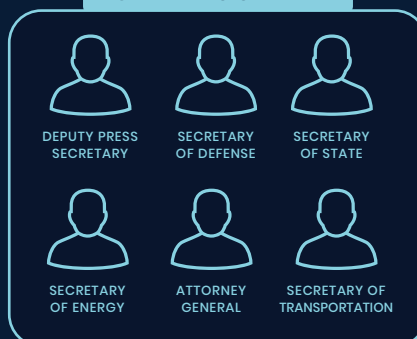 DEPUTY PRESS
SECRETARY
SECRETARY
OF DEFENSE
SECRETARY
OF STATE
SECRETARY
OF ENERGY
ATTORNEY
GENERAL
SECRETARY OF
TRANSPORTATION